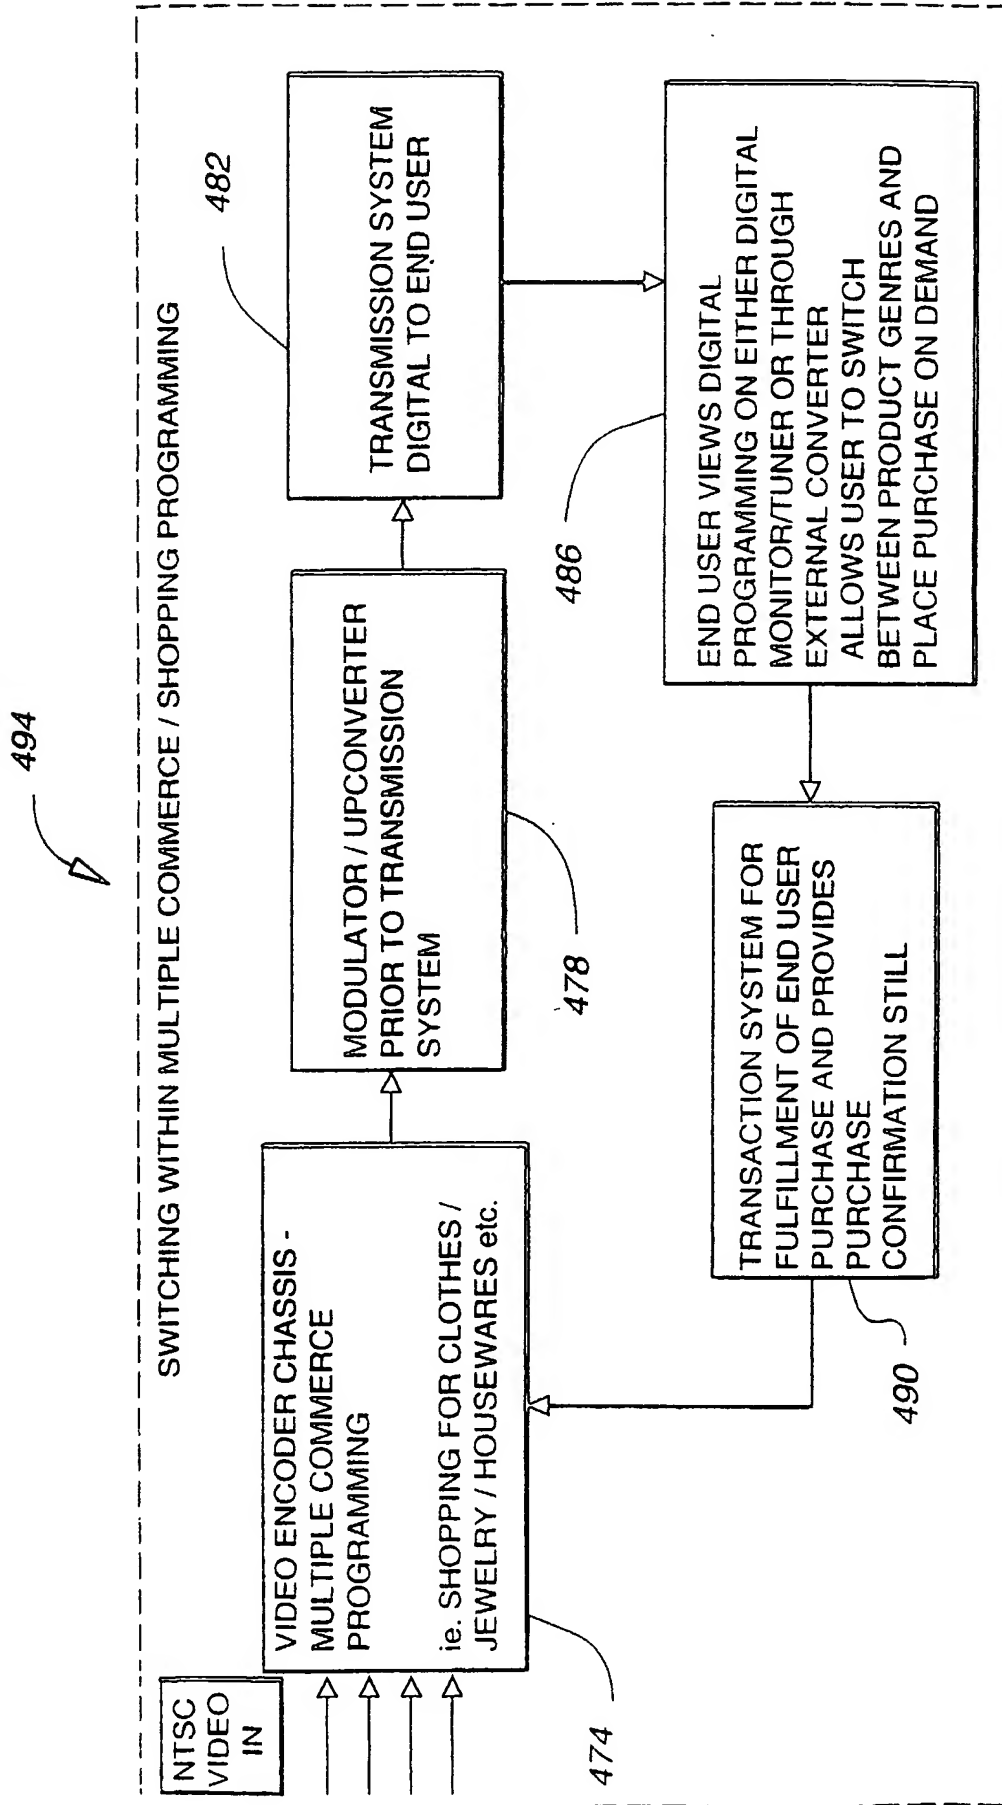 494
SWITCHING WITHIN MULTIPLE COMMERCE / SHOPPING PROGRAMMING
NTSC
VIDEO
IN
VIDEO ENCODER CHASSIS -
MULTIPLE COMMERCE
PROGRAMMING
ie. SHOPPING FOR CLOTHES /
JEWELRY / HOUSEWARES etc.
474
MODULATOR / UPCONVERTER
PRIOR TO TRANSMISSION
SYSTEM
478
TRANSMISSION SYSTEM
DIGITAL TO END USER
482
END USER VIEWS DIGITAL
PROGRAMMING ON EITHER DIGITAL
MONITOR/TUNER OR THROUGH
EXTERNAL CONVERTER
ALLOWS USER TO SWITCH
BETWEEN PRODUCT GENRES AND
PLACE PURCHASE ON DEMAND
486
TRANSACTION SYSTEM FOR
FULFILLMENT OF END USER
PURCHASE AND PROVIDES
PURCHASE
CONFIRMATION STILL
490